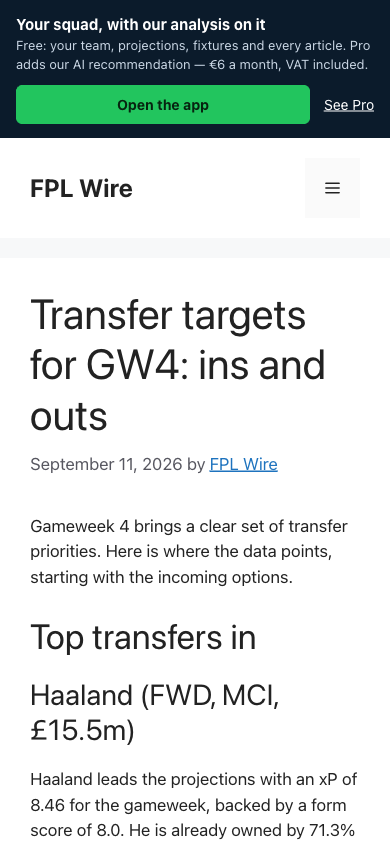 Your squad, with our analysis on it
Free: your team, projections, fixtures and every article. Pro
adds our AI recommendation — €6 a month, VAT included.
Open the app
See Pro
FPL Wire
Transfer targets
for GW4: ins and
outs
September 11, 2026 by FPL Wire
Gameweek 4 brings a clear set of transfer
priorities. Here is where the data points,
starting with the incoming options.
Top transfers in
Haaland (FWD, MCI,
£15.5m)
Haaland leads the projections with an xP of
8.46 for the gameweek, backed by a form
score of 8.0. He is already owned by 71.3%